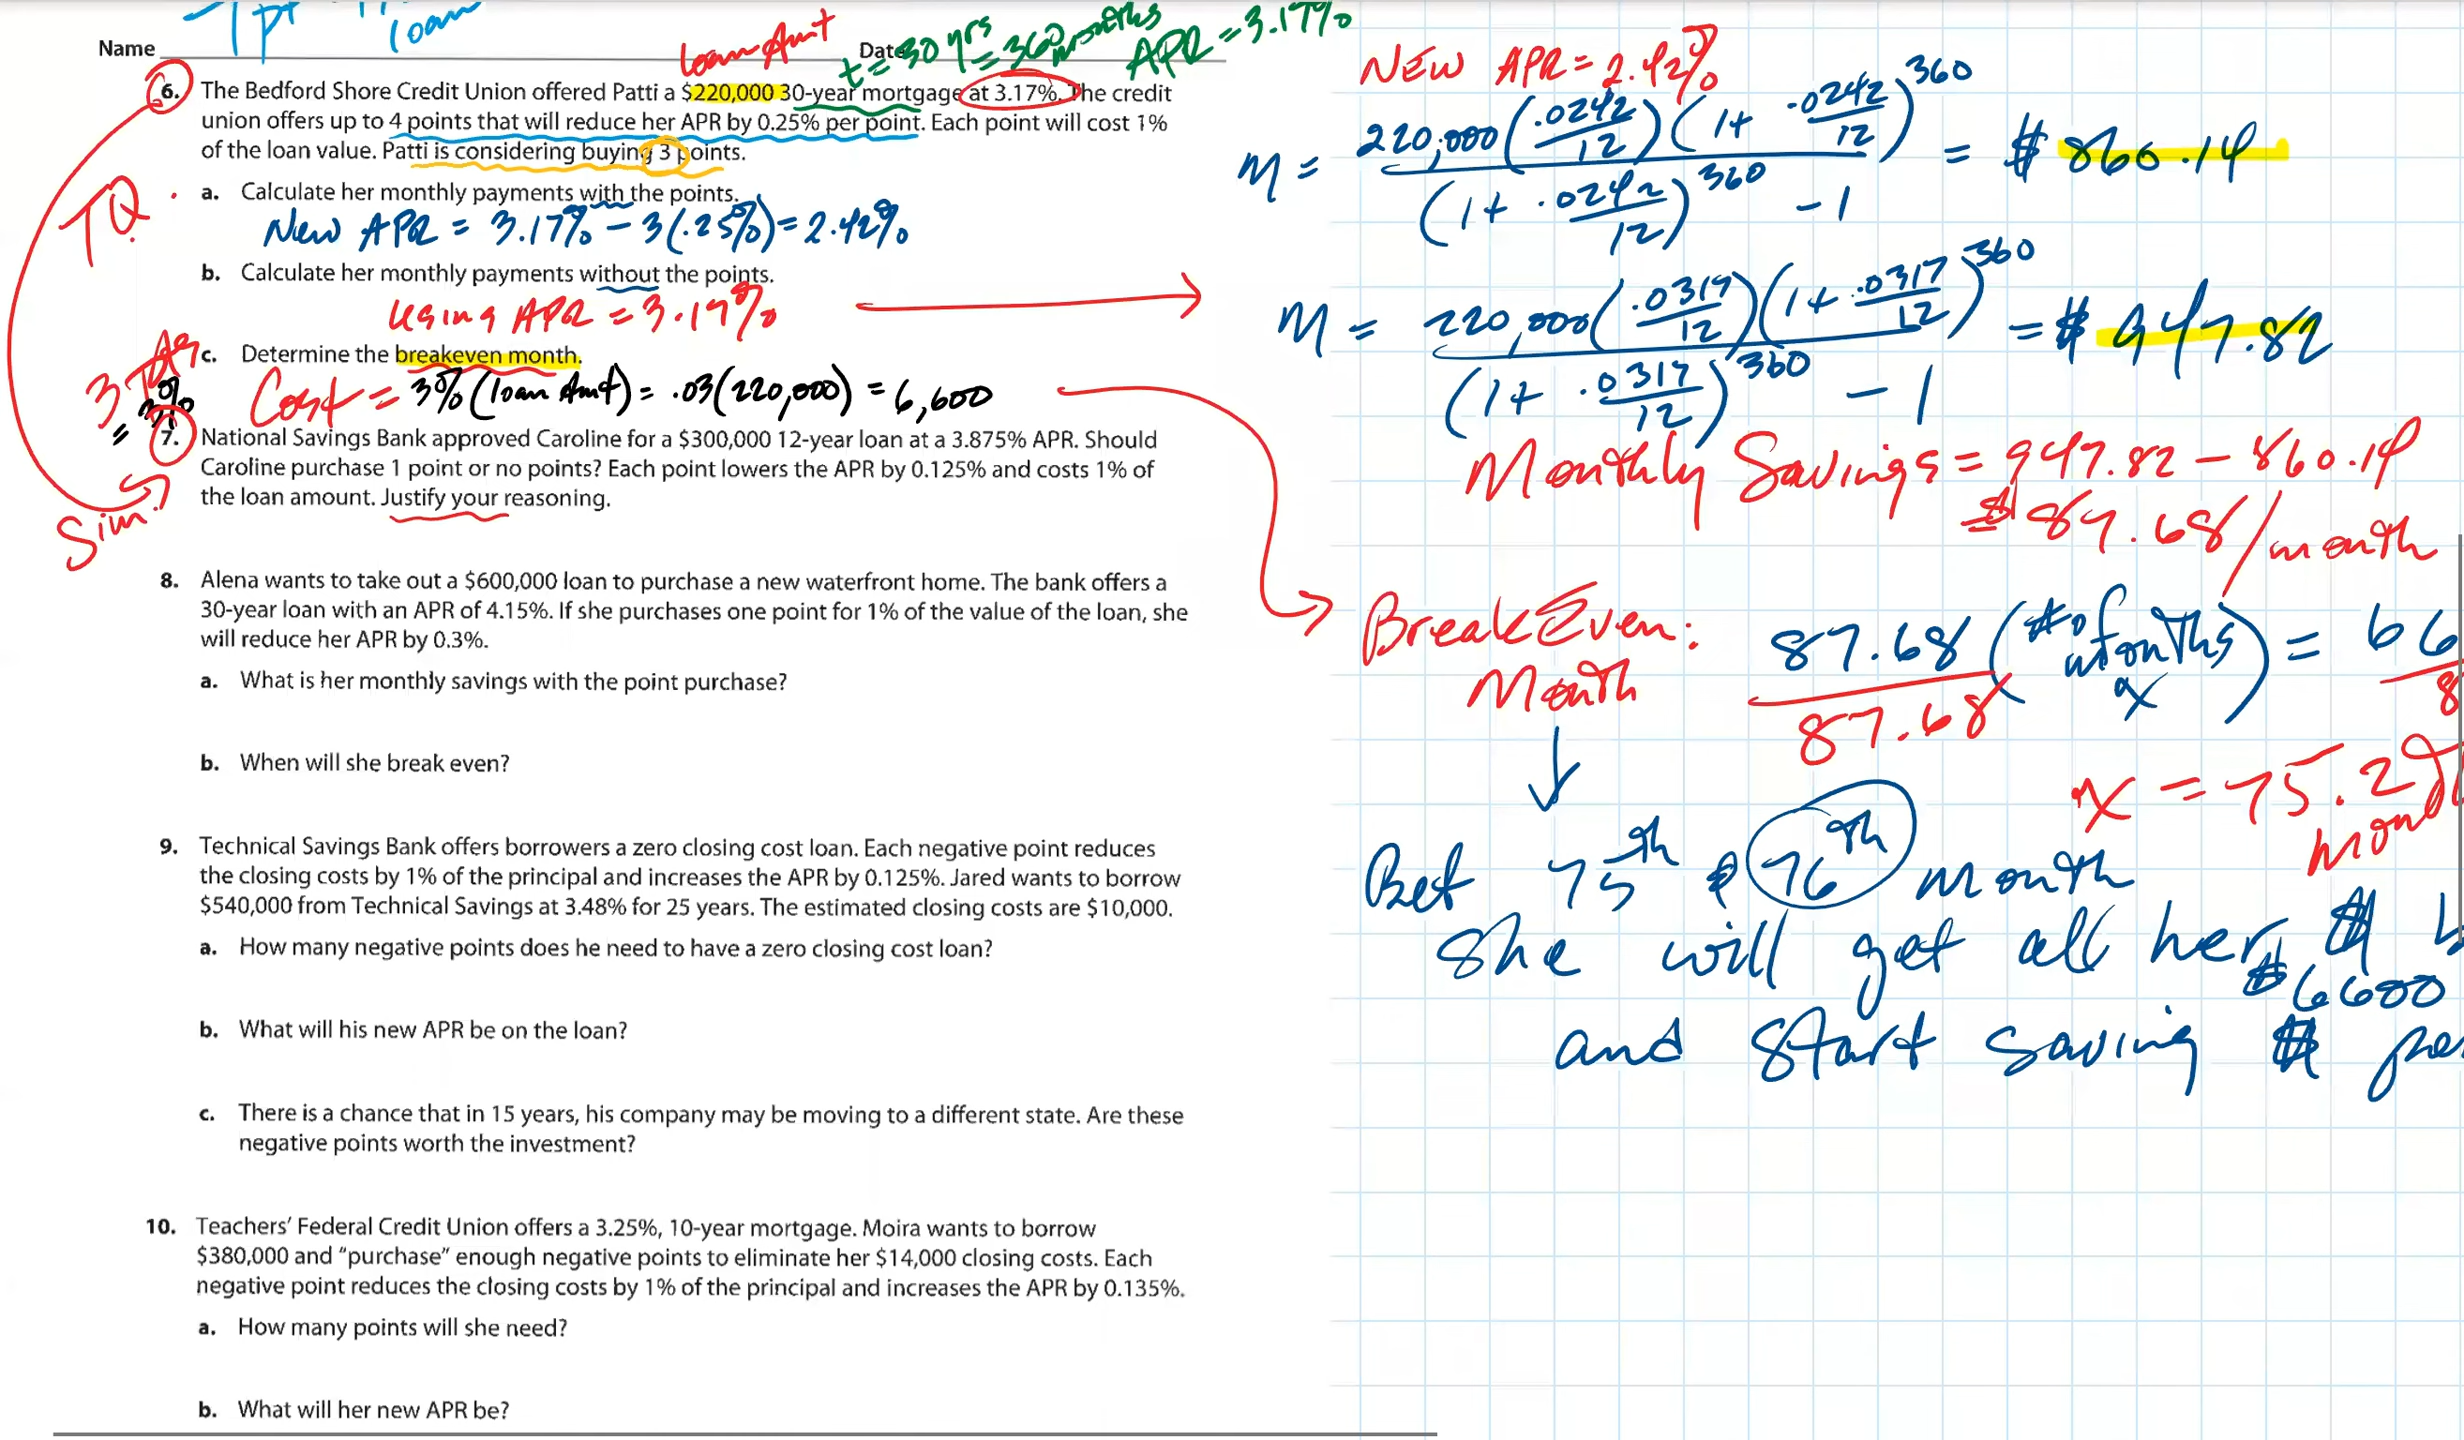 1 pt
loan
Name
Date
Loan Amt
t = 30 yrs = 360 months
APR = 3.17%
6. The Bedford Shore Credit Union offered Patti a $220,000 30-year mortgage at 3.17%. The credit
union offers up to 4 points that will reduce her APR by 0.25% per point. Each point will cost 1%
of the loan value. Patti is considering buying 3 points.
TQ
a. Calculate her monthly payments with the points.
New APR = 3.17% - 3(.25%) = 2.42%
b. Calculate her monthly payments without the points.
Using APR = 3.17%
c. Determine the breakeven month.
3 pts
= 3%
Cost = 3% (loan Amt) = .03(220,000) = 6,600
7. National Savings Bank approved Caroline for a $300,000 12-year loan at a 3.875% APR. Should
Caroline purchase 1 point or no points? Each point lowers the APR by 0.125% and costs 1% of
the loan amount. Justify your reasoning.
Sim.
8. Alena wants to take out a $600,000 loan to purchase a new waterfront home. The bank offers a
30-year loan with an APR of 4.15%. If she purchases one point for 1% of the value of the loan, she
will reduce her APR by 0.3%.
a. What is her monthly savings with the point purchase?
b. When will she break even?
9. Technical Savings Bank offers borrowers a zero closing cost loan. Each negative point reduces
the closing costs by 1% of the principal and increases the APR by 0.125%. Jared wants to borrow
$540,000 from Technical Savings at 3.48% for 25 years. The estimated closing costs are $10,000.
a. How many negative points does he need to have a zero closing cost loan?
b. What will his new APR be on the loan?
c. There is a chance that in 15 years, his company may be moving to a different state. Are these
negative points worth the investment?
10. Teachers' Federal Credit Union offers a 3.25%, 10-year mortgage. Moira wants to borrow
$380,000 and "purchase" enough negative points to eliminate her $14,000 closing costs. Each
negative point reduces the closing costs by 1% of the principal and increases the APR by 0.135%.
a. How many points will she need?
b. What will her new APR be?
NEW APR = 2.42%
M = 220,000(.0242/12)(1 + .0242/12)^360 / (1 + .0242/12)^360 - 1 = $860.14
M = 220,000(.0317/12)(1 + .0317/12)^360 / (1 + .0317/12)^360 - 1 = $947.82
Monthly Savings = 947.82 - 860.14
= $87.68/month
BreakEven:
Month
87.68 (# of months) = 66
x
87.68
8
x = 75.2
Mon
Bet 75th & 76th month
she will get all her $
$6600
and start saving $ per